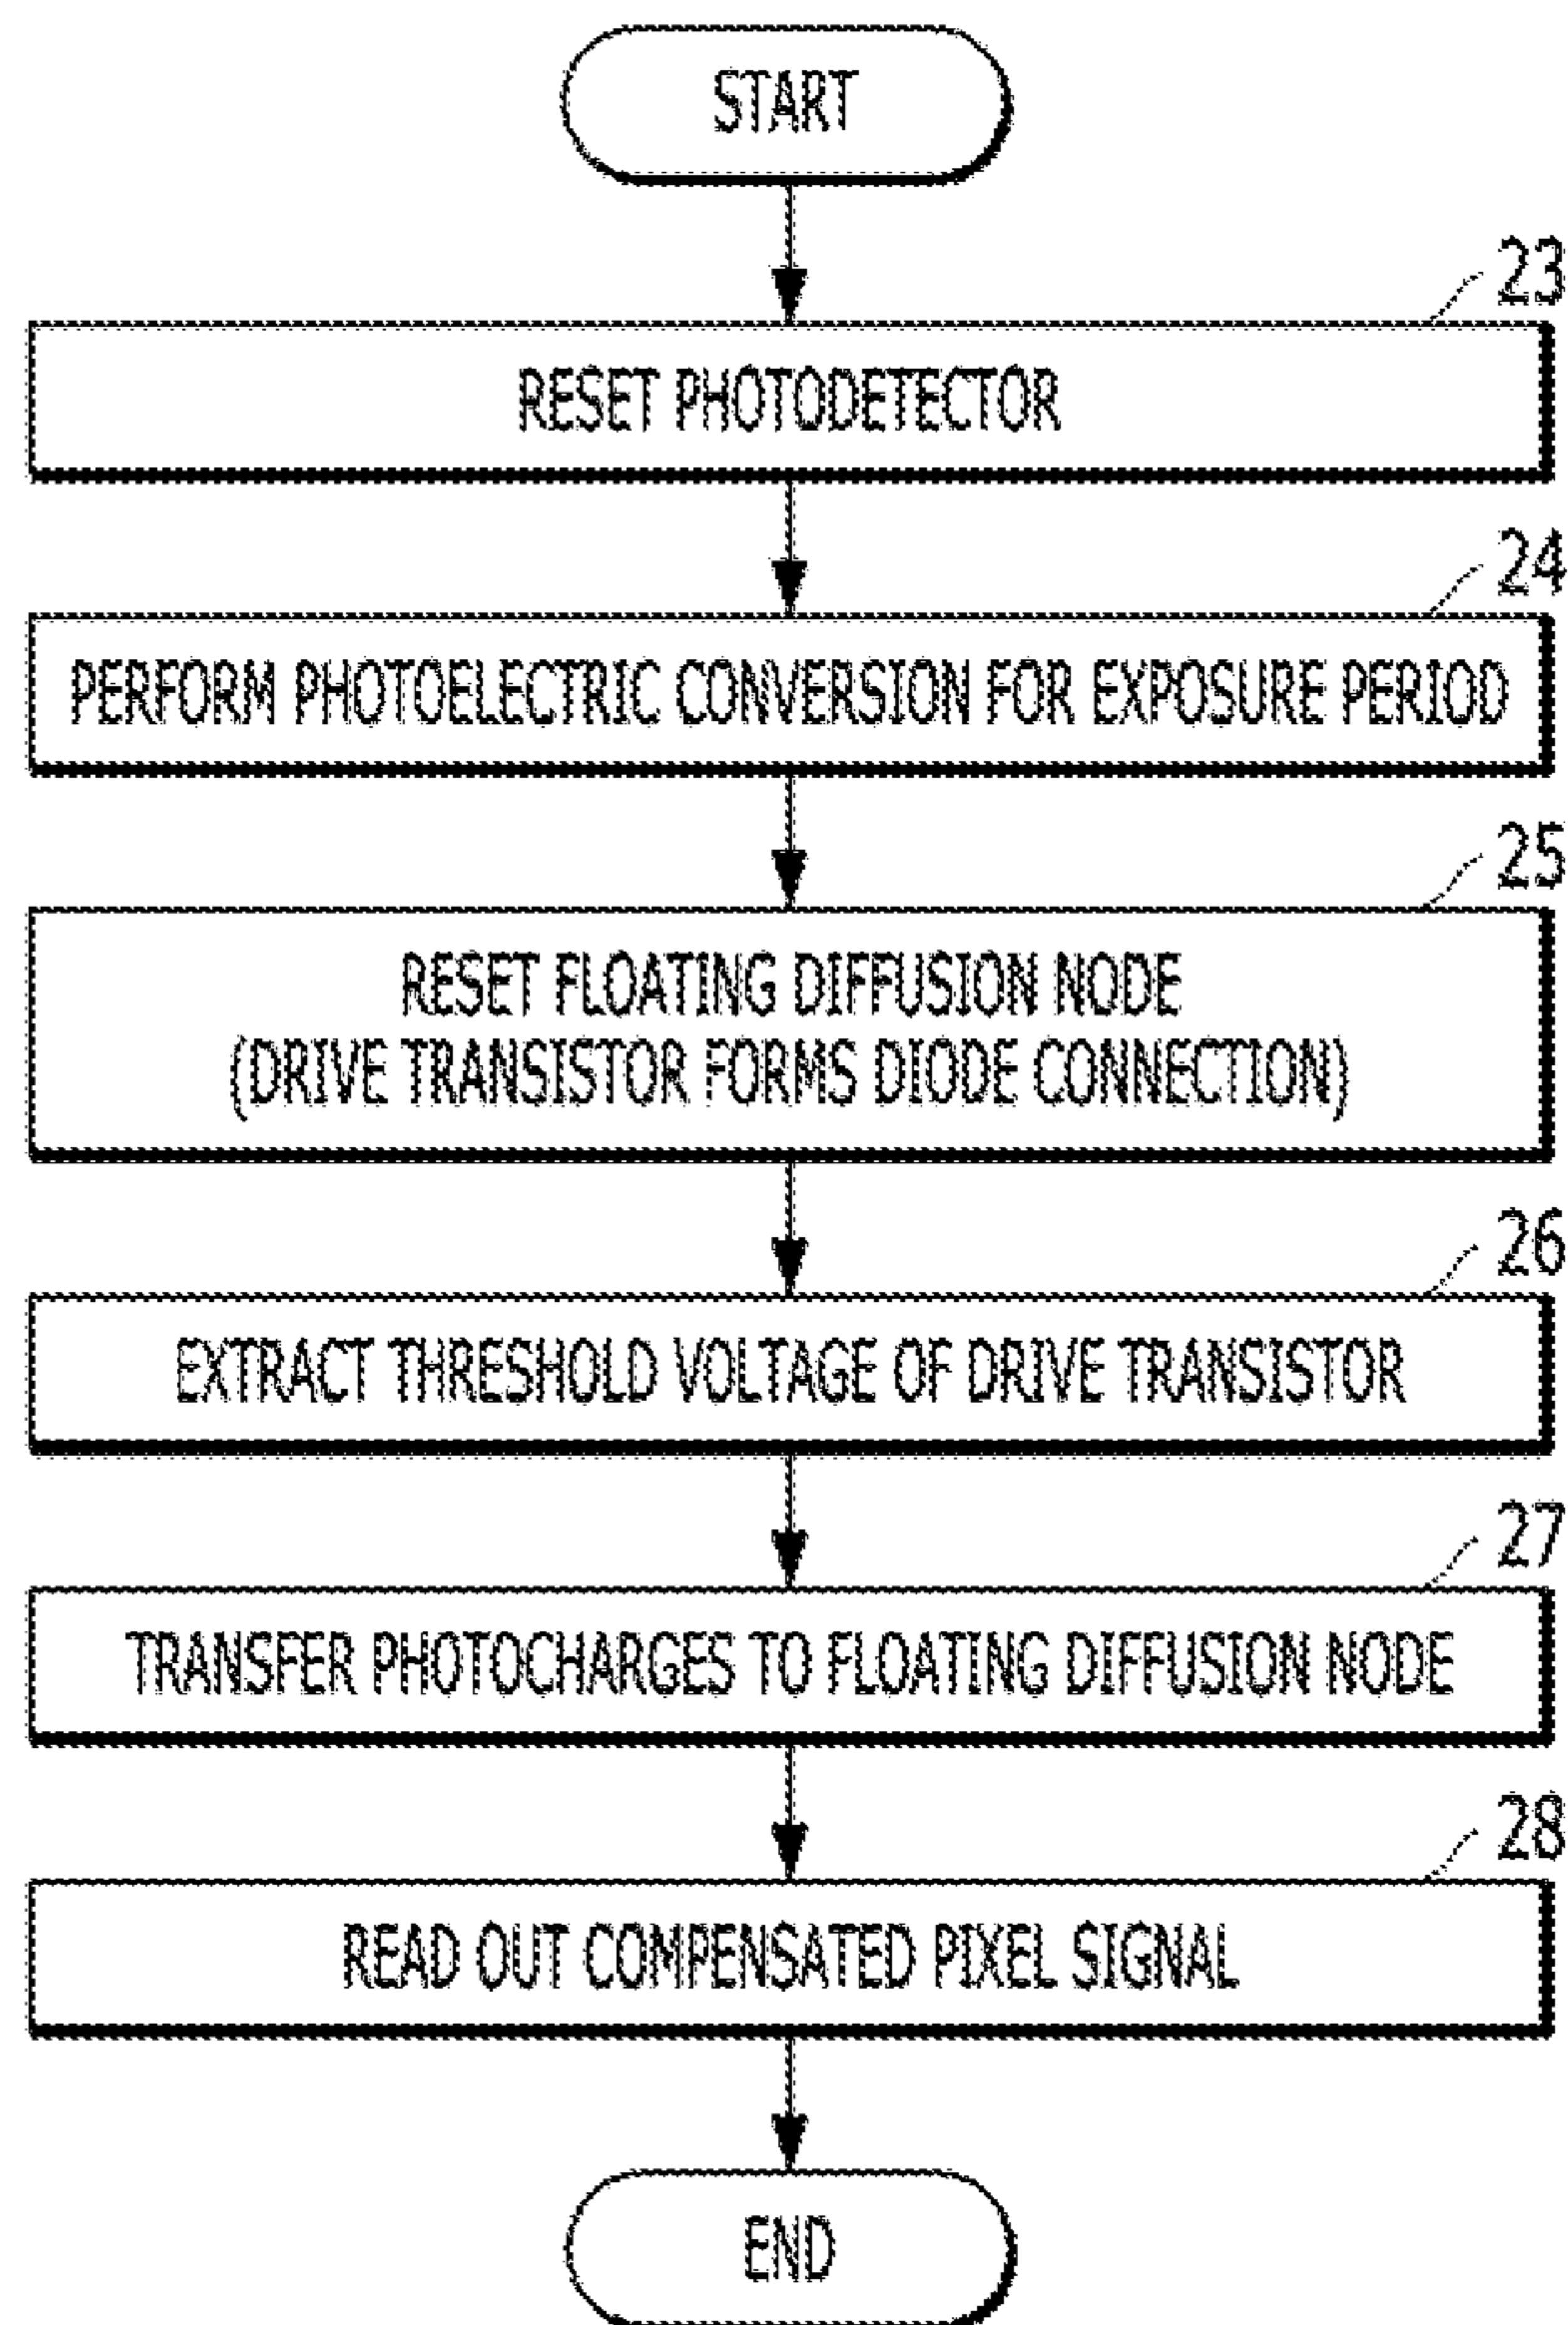 START
23
RESET PHOTODETECTOR
24
PERFORM PHOTOELECTRIC CONVERSION FOR EXPOSURE PERIOD
25
RESET FLOATING DIFFUSION NODE
(DRIVE TRANSISTOR FORMS DIODE CONNECTION)
26
EXTRACT THRESHOLD VOLTAGE OF DRIVE TRANSISTOR
27
TRANSFER PHOTOCHARGES TO FLOATING DIFFUSION NODE
28
READ OUT COMPENSATED PIXEL SIGNAL
END